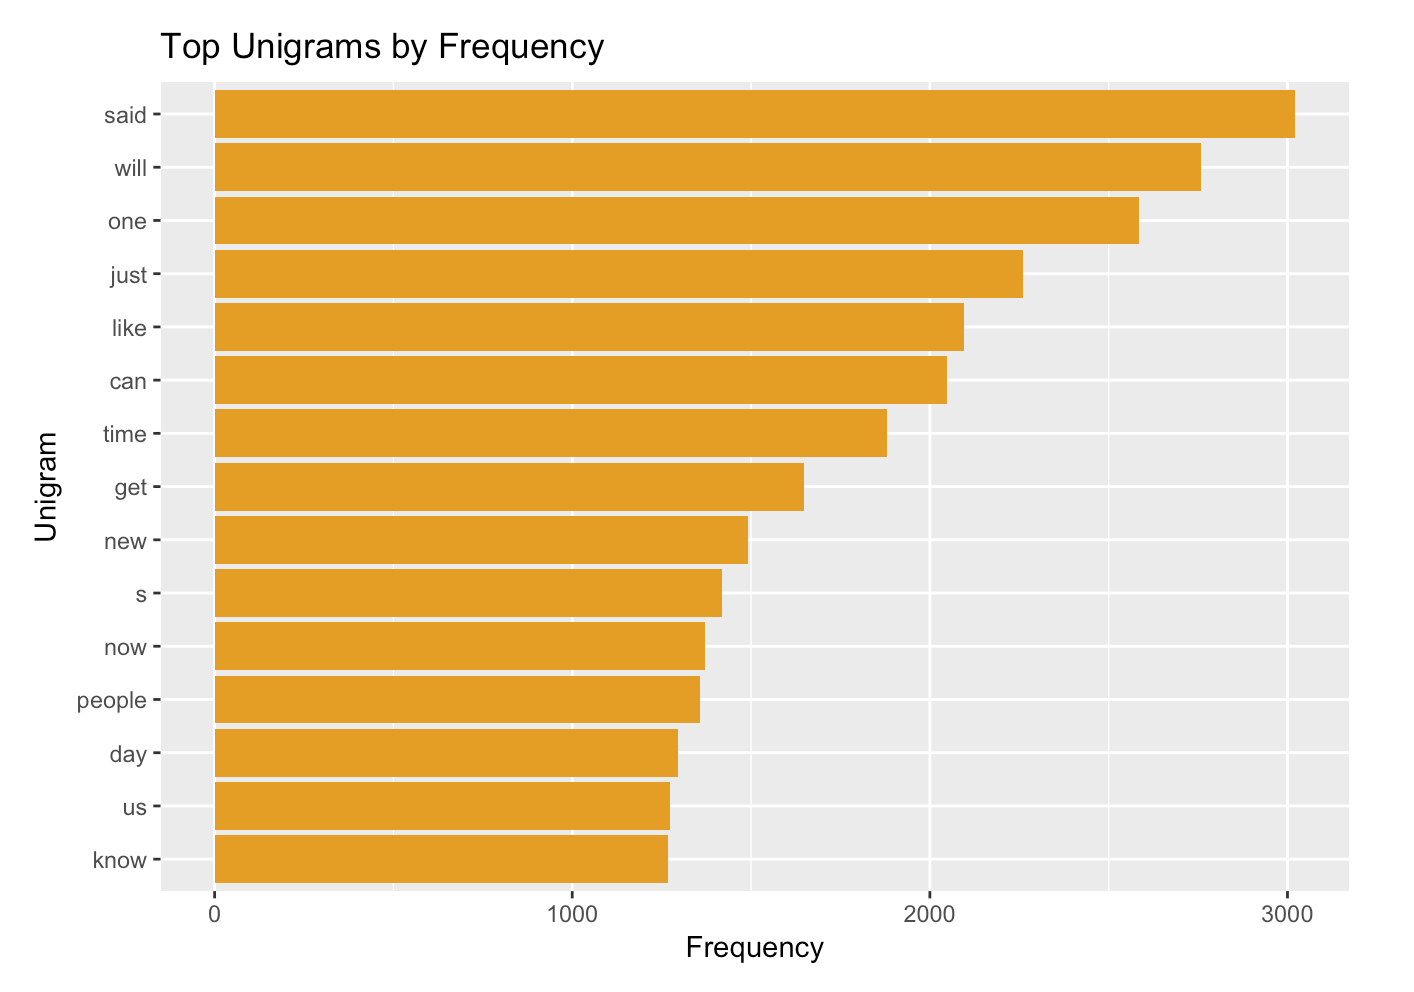 Top Unigrams by Frequency
said
will
one
just
like
can
time
get
new
s
now
people
day
us
know
Unigram
0 1000 2000 3000
Frequency